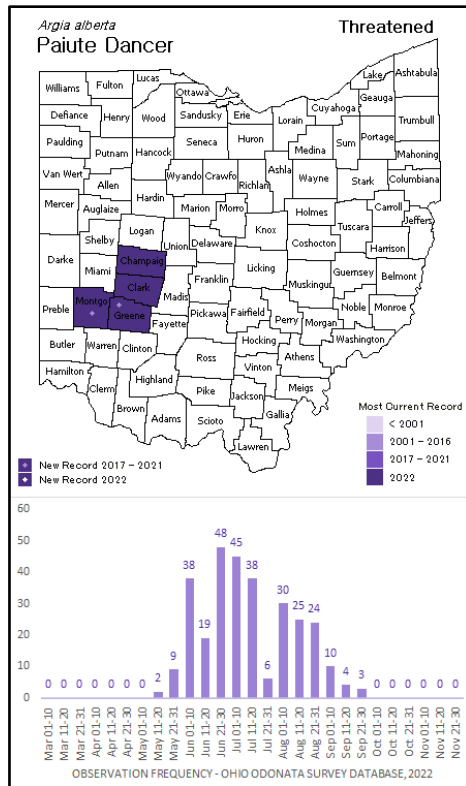 Argia alberta
Threatened
Paiute Dancer
Williams
Fulton
Lucas
Ottawa
Lake
Ashtabula
Geauga
Defiance
Henry
Wood
Sandusky
Erie
Lorain
Cuyahoga
Trumbull
Paulding
Putnam
Hancock
Seneca
Huron
Medina
Sum
Portage
Mahoning
Van Wert
Allen
Wyando
Crawfo
Richlan
Ashla
Wayne
Stark
Columbiana
Mercer
Auglaize
Hardin
Marion
Morro
Holmes
Carroll
Jeffers
Shelby
Logan
Union
Delaware
Knox
Coshocton
Tuscara
Harrison
Darke
Miami
Champaig
Clark
Madis
Franklin
Licking
Muskingu
Guernsey
Belmont
Preble
Montgo
Greene
Fayette
Pickawa
Fairfield
Perry
Morgan
Noble
Monroe
Washington
Butler
Warren
Clinton
Ross
Hocking
Athens
Hamilton
Clerm
Highland
Vinton
Meigs
Brown
Adams
Pike
Scioto
Jackson
Gallia
Lawren
Most Current Record
< 2001
2001 – 2016
2017 – 2021
2022
New Record 2017 – 2021
New Record 2022
60
50
40
30
20
10
0
0 0 0 0 0 0 0 2 9 38 19 48 45 38 6 30 25 24 10 4 3 0 0 0 0 0 0
Mar 01-10
Mar 11-20
Mar 21-31
Apr 01-10
Apr 11-20
Apr 21-30
May 01-10
May 11-20
May 21-31
Jun 01-10
Jun 11-20
Jun 21-30
Jul 01-10
Jul 11-20
Jul 21-31
Aug 01-10
Aug 11-20
Aug 21-31
Sep 01-10
Sep 11-20
Sep 21-30
Oct 01-10
Oct 11-20
Oct 21-31
Nov 01-10
Nov 11-20
Nov 21-30
OBSERVATION FREQUENCY - OHIO ODONATA SURVEY DATABASE, 2022